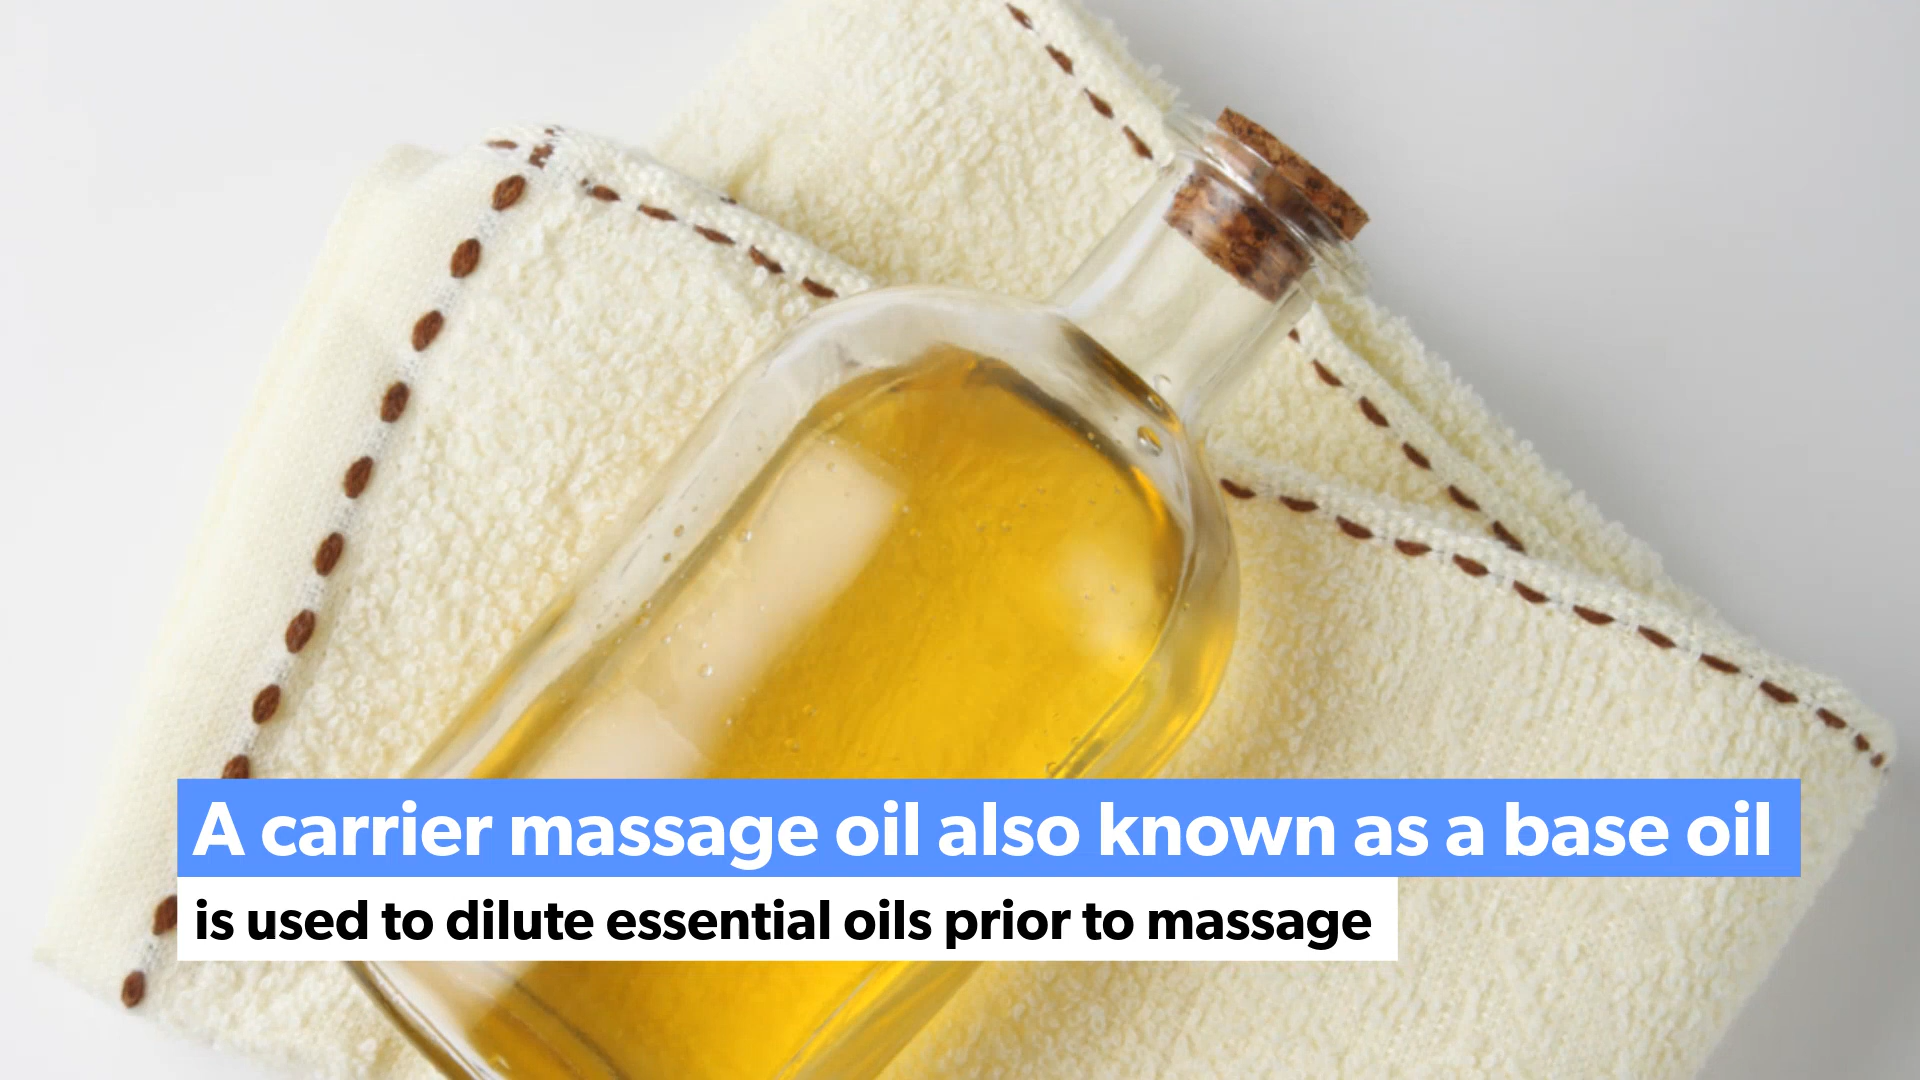 A carrier massage oil also known as a base oil
is used to dilute essential oils prior to massage